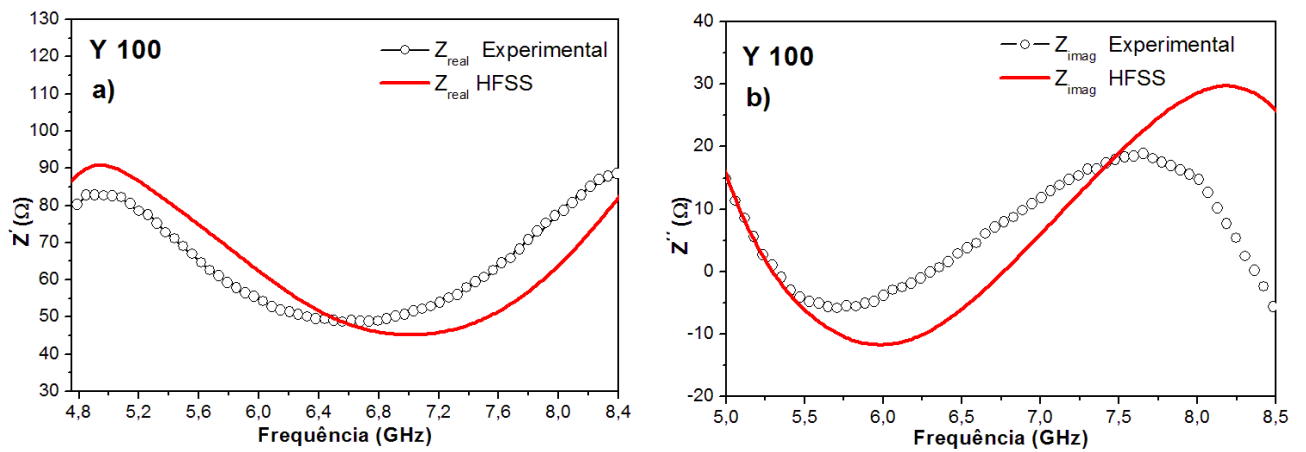 Y 100
a)
Z_real Experimental
Z_real HFSS
130
120
110
100
90
80
70
60
50
40
30
Z´(Ω)
4,8 5,2 5,6 6,0 6,4 6,8 7,2 7,6 8,0 8,4
Frequência (GHz)
Y 100
b)
Z_imag Experimental
Z_imag HFSS
40
30
20
10
0
-10
-20
Z´´(Ω)
5,0 5,5 6,0 6,5 7,0 7,5 8,0 8,5
Frequência (GHz)